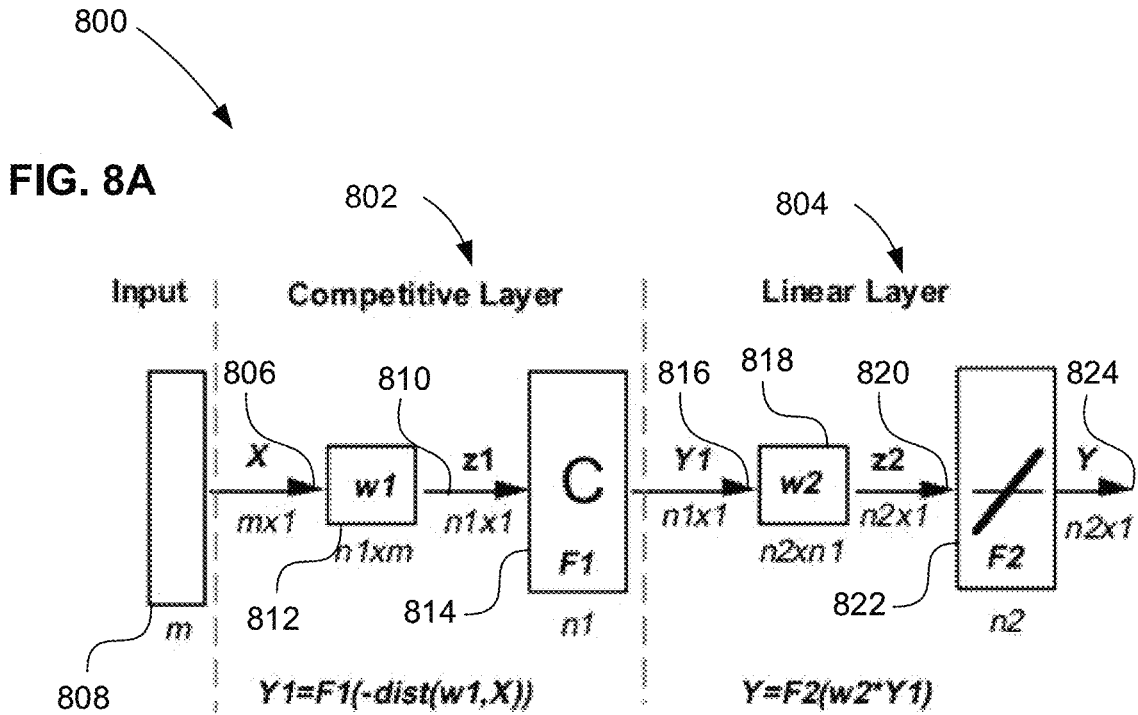 800
FIG. 8A
802
804
Input
Competitive Layer
Linear Layer
806
810
816
818
820
824
X
z1
Y1
z2
Y
w1
C
w2
mx1
n1x1
n1x1
n2x1
n2x1
n1xm
F1
n2xn1
F2
812
814
822
m
n1
n2
808
Y1=F1(-dist(w1,X))
Y=F2(w2*Y1)